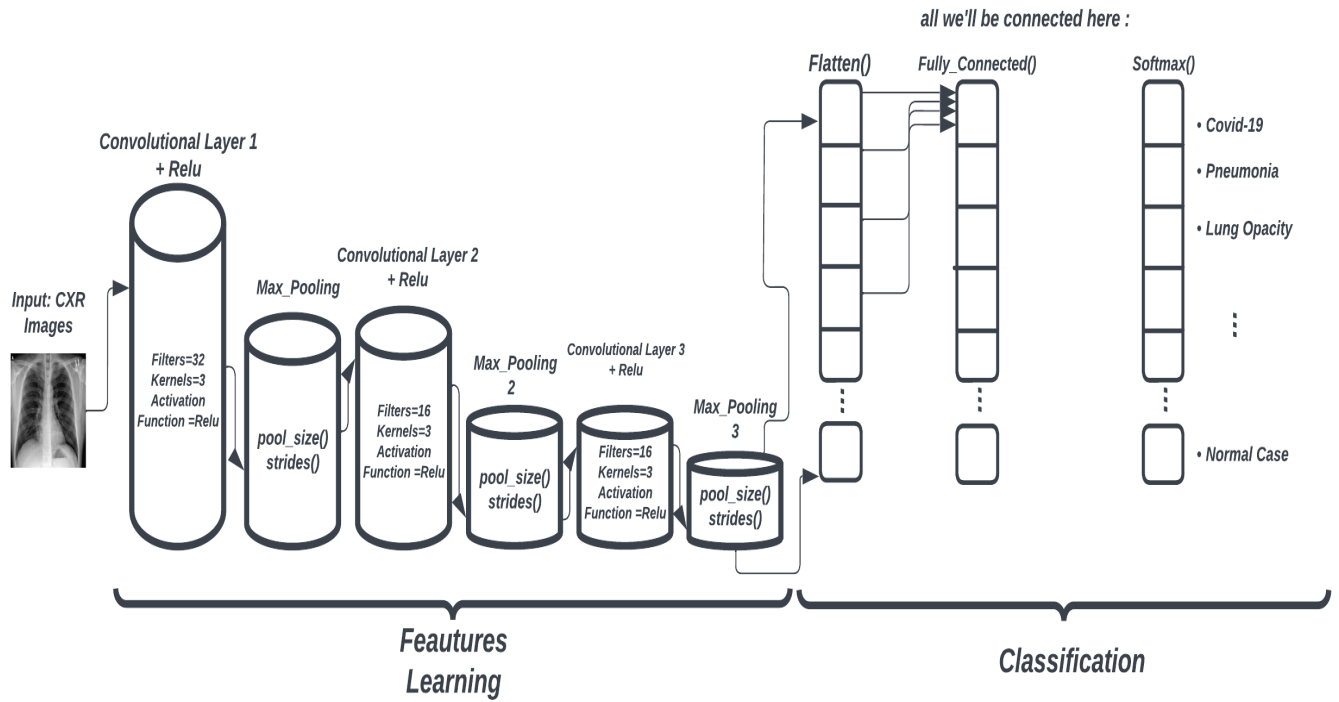 all we'll be connected here :
Flatten()
Fully_Connected()
Softmax()
Convolutional Layer 1
+ Relu
Convolutional Layer 2
+ Relu
Max_Pooling
Input: CXR
Images
Max_Pooling
2
Convolutional Layer 3
+ Relu
Max_Pooling
3
Filters=32
Kernels=3
Activation
Function =Relu
pool_size()
strides()
Filters=16
Kernels=3
Activation
Function =Relu
pool_size()
strides()
Filters=16
Kernels=3
Activation
Function =Relu
pool_size()
strides()
• Covid-19
• Pneumonia
• Lung Opacity
• Normal Case
Feautures
Learning
Classification